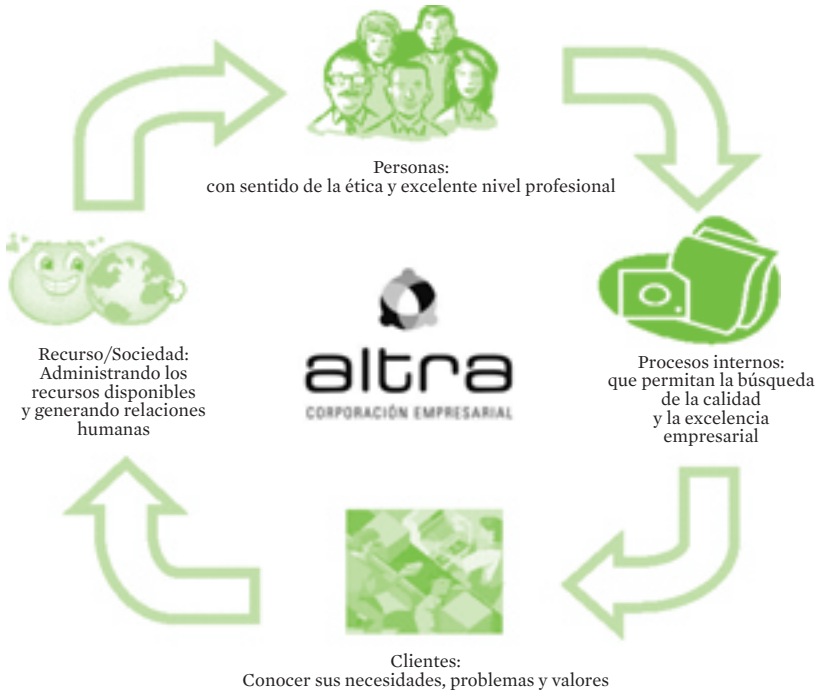 Personas:
con sentido de la ética y excelente nivel profesional
Recurso/Sociedad:
Administrando los
recursos disponibles
y generando relaciones
humanas
altra
CORPORACIÓN EMPRESARIAL
Procesos internos:
que permitan la búsqueda
de la calidad
y la excelencia
empresarial
Clientes:
Conocer sus necesidades, problemas y valores